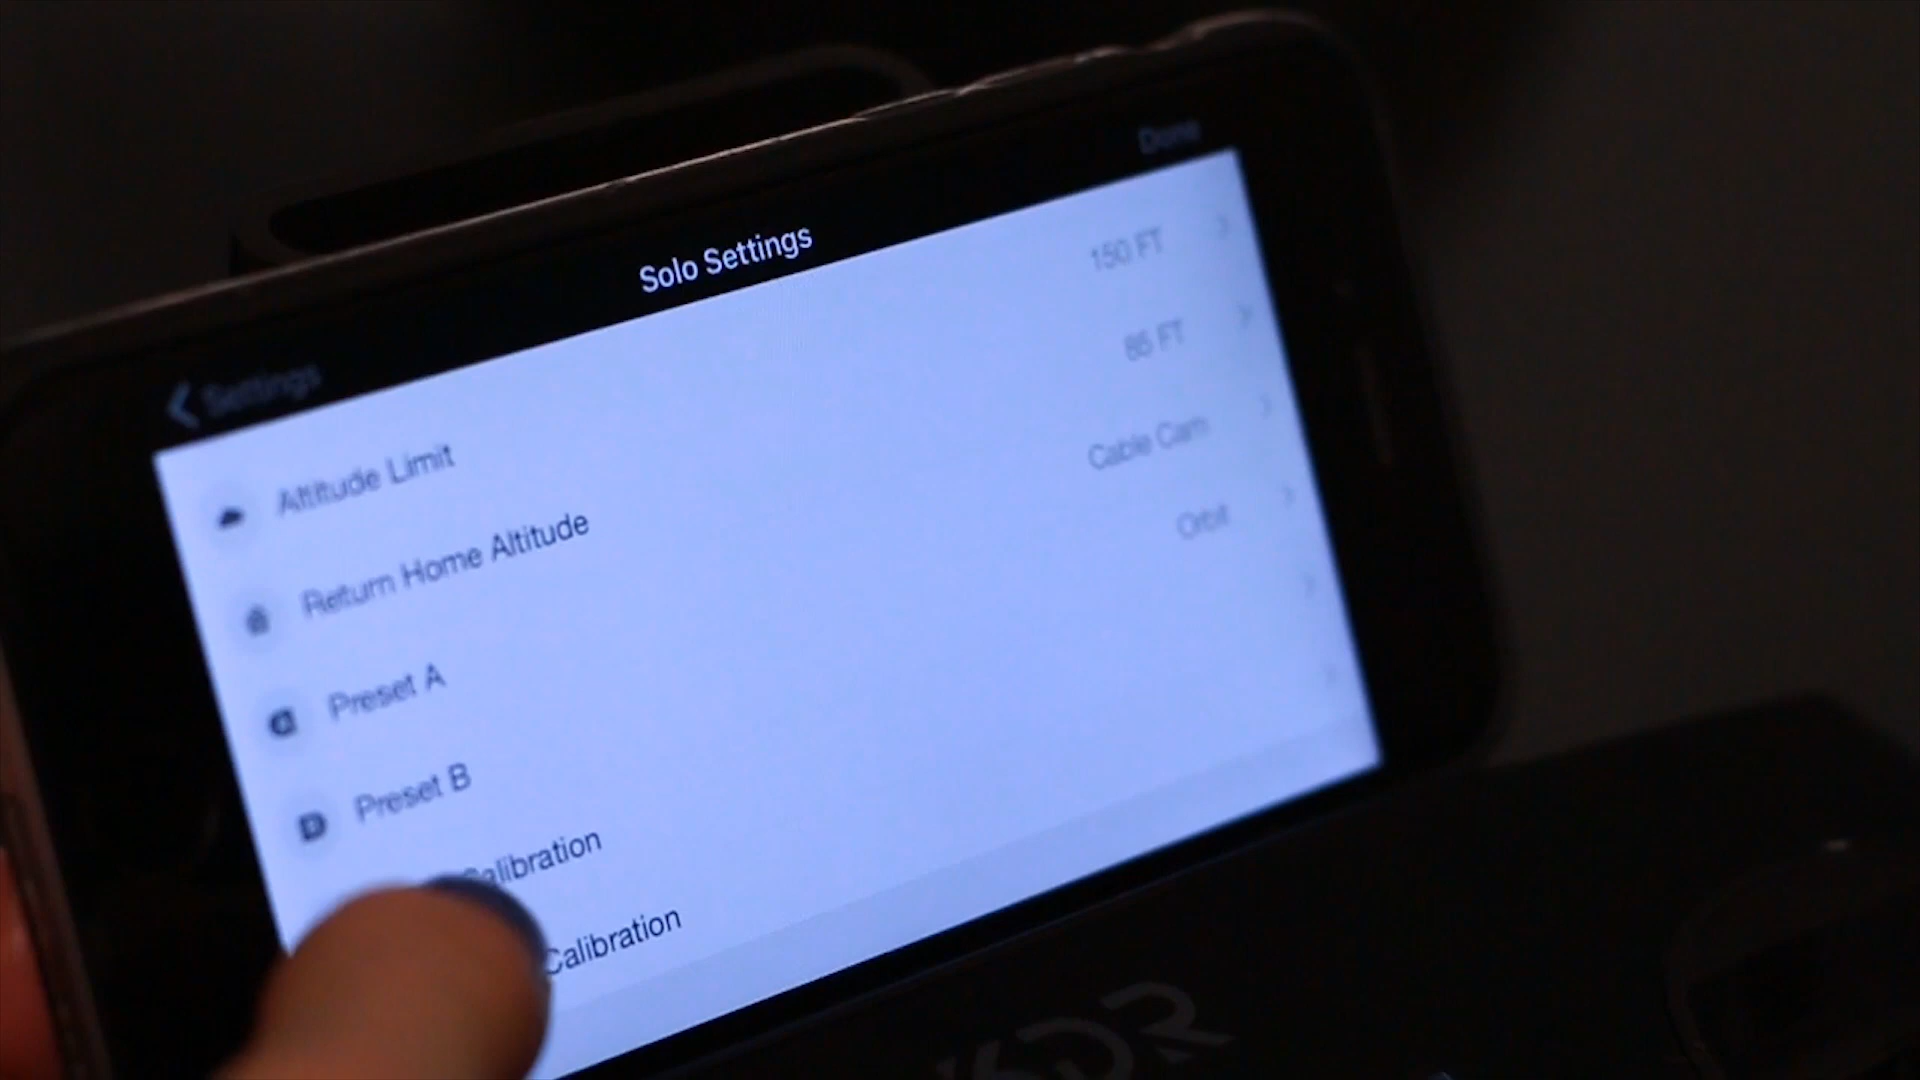 Done
Solo Settings
Settings
Altitude Limit
150 FT
Return Home Altitude
85 FT
Preset A
Cable Cam
Preset B
Orbit
Calibration
Calibration